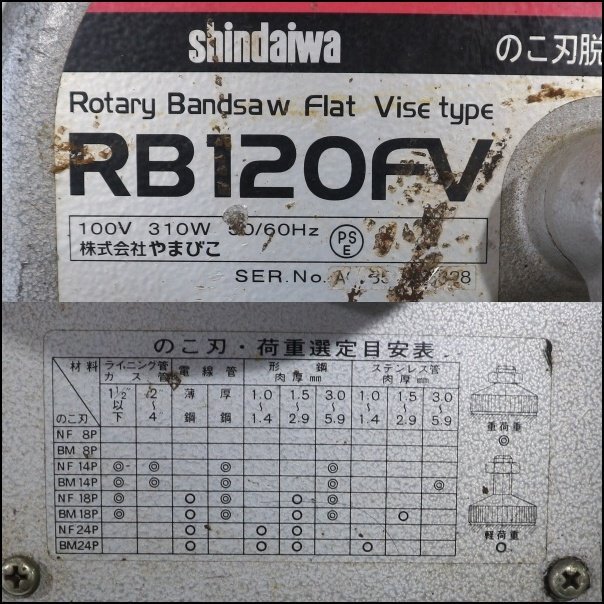 shindaiwa
のこ刃脱
Rotary Bandsaw Flat Vise type
RB120FV
100V 310W 50/60Hz
PS
E
株式会社やまびこ
SER.No.
のこ刃・荷重選定目安表
材料 ライニング管 ガス管 電線管 形鋼 肉厚mm ステンレス管 肉厚mm
のこ刃 1½"以下 2〜4 薄鋼 厚鋼 1.0〜1.4 1.5〜2.9 3.0〜5.9 1.0〜1.4 1.5〜2.9 3.0〜5.9
NF 8P
BM 8P
NF 14P ◎ ◎ ◎ ◎
BM 14P ◎ ◎ ◎ ◎ ◎
NF 18P ◎ ○ ◎ ○ ◎
BM 18P ◎ ○ ◎ ○ ◎ ○
NF 24P ○ ○ ○
BM 24P ○ ○ ○ ○
重荷重
◎
軽荷重
○